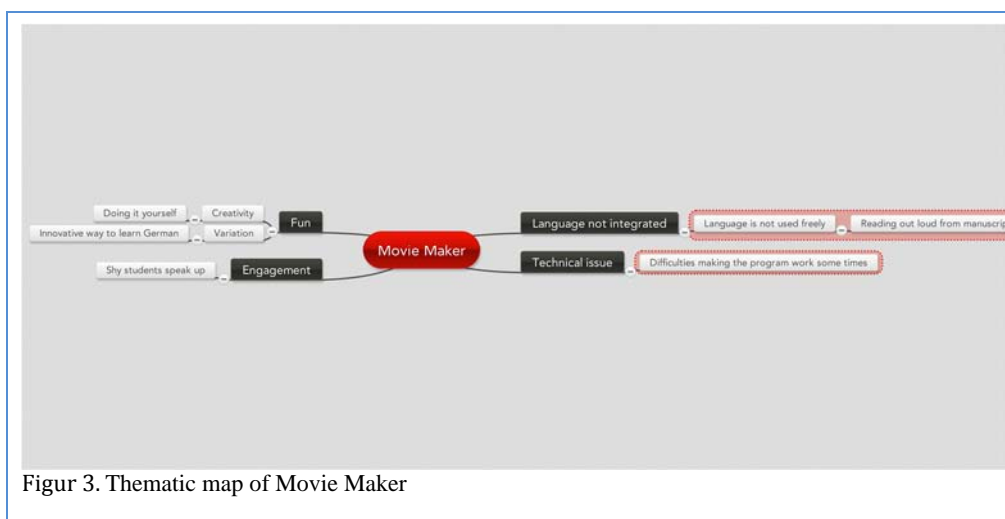 Doing it yourself
Creativity
Innovative way to learn German
Variation
Fun
Shy students speak up
Engagement
Movie Maker
Language not integrated
Language is not used freely
Reading out loud from manuscrip
Technical issue
Difficulties making the program work some times
Figur 3. Thematic map of Movie Maker